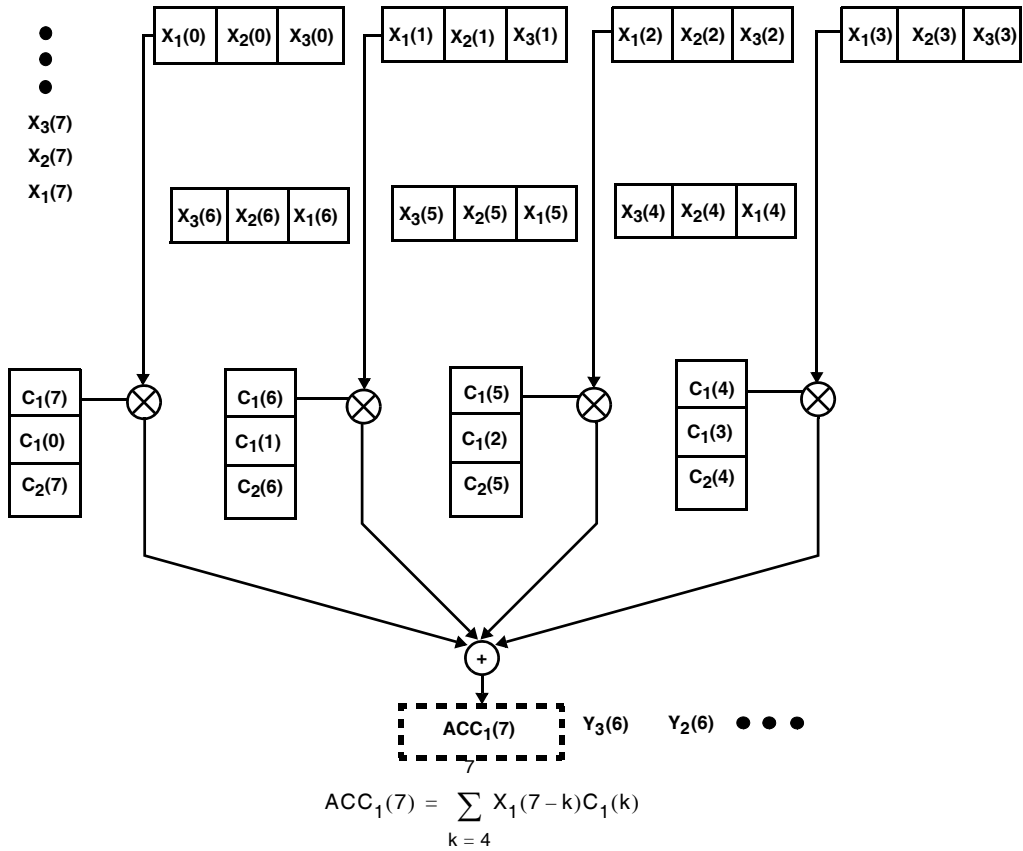 X1(0) X2(0) X3(0) X1(1) X2(1) X3(1) X1(2) X2(2) X3(2) X1(3) X2(3) X3(3)
X3(7)
X2(7)
X1(7)
X3(6) X2(6) X1(6) X3(5) X2(5) X1(5) X3(4) X2(4) X1(4)
C1(7) C1(6) C1(5) C1(4)
C1(0) C1(1) C1(2) C1(3)
C2(7) C2(6) C2(5) C2(4)
+
ACC1(7) Y3(6) Y2(6)
7
ACC1(7) = ∑ X1(7 – k)C1(k)
k = 4